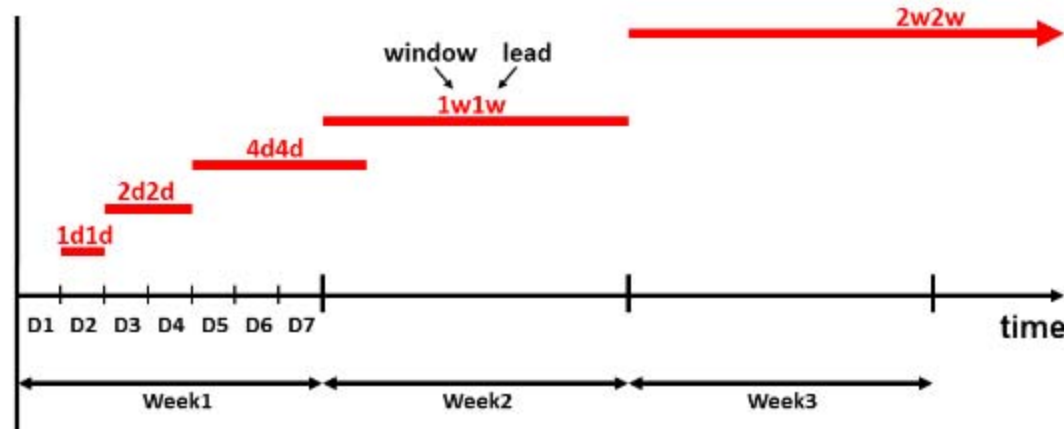 2w2w
window lead
1w1w
4d4d
2d2d
1d1d
D1 D2 D3 D4 D5 D6 D7
time
Week1 Week2 Week3